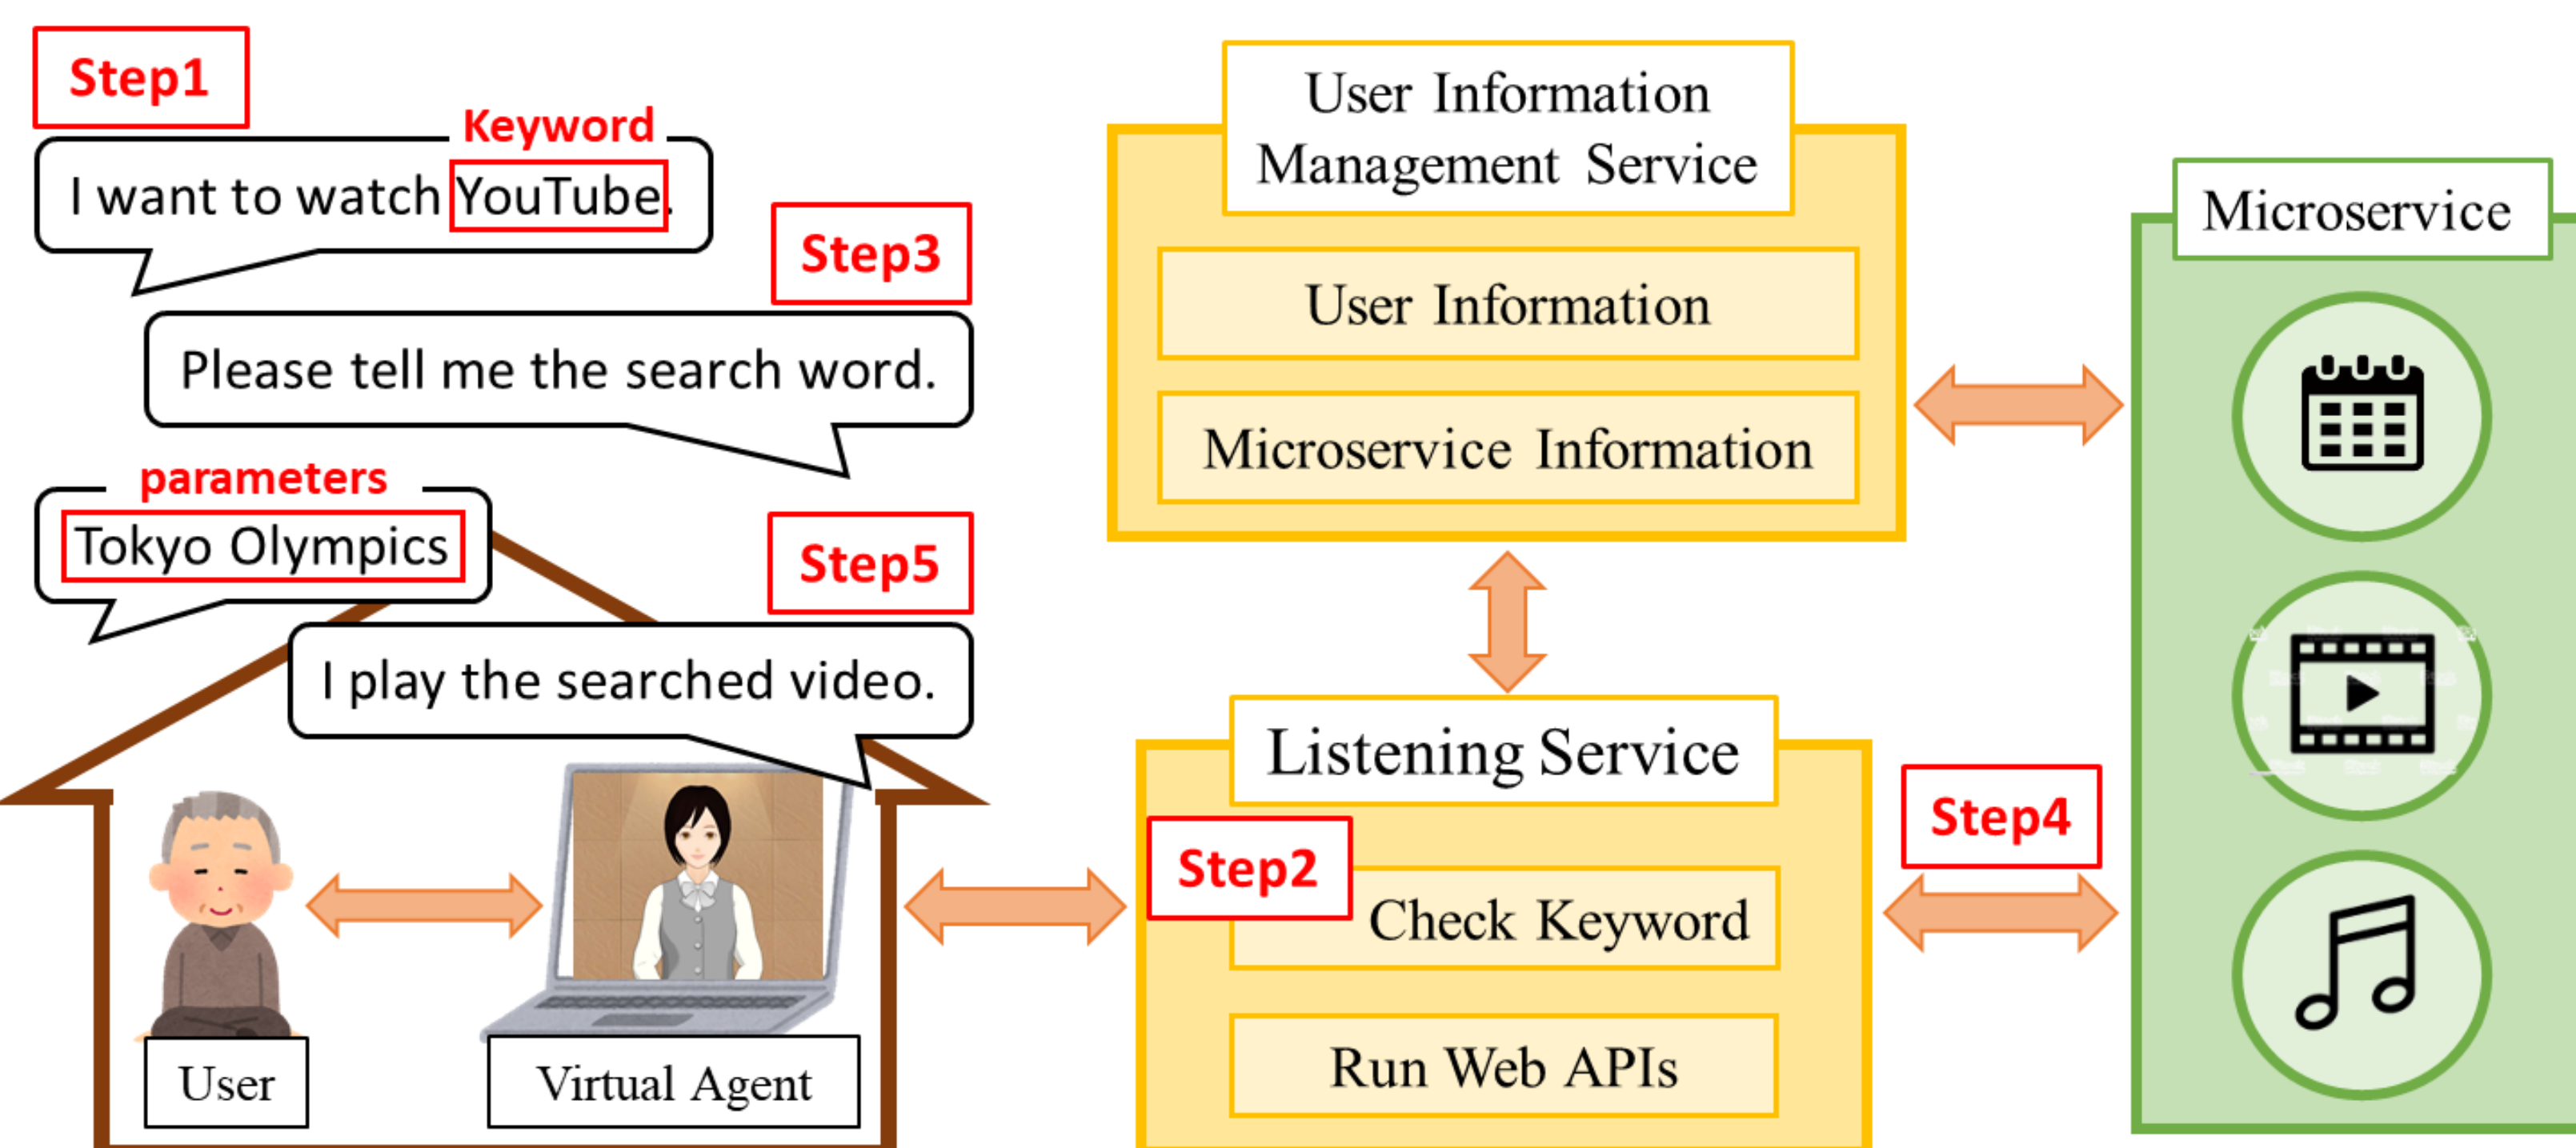 Step1
Keyword
I want to watch YouTube.
Step3
Please tell me the search word.
parameters
Tokyo Olympics
Step5
I play the searched video.
User
Virtual Agent
User Information
Management Service
User Information
Microservice Information
Listening Service
Step2
Check Keyword
Run Web APIs
Step4
Microservice